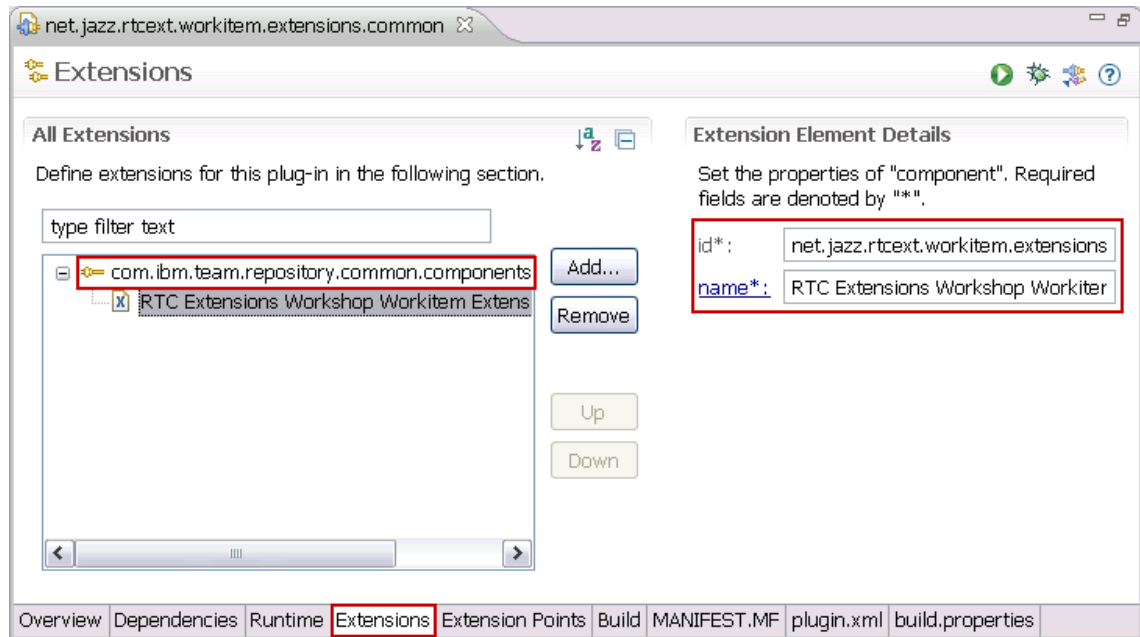 net.jazz.rtcext.workitem.extensions.common
Extensions
All Extensions
Define extensions for this plug-in in the following section.
type filter text
com.ibm.team.repository.common.components
RTC Extensions Workshop Workitem Extens
Add...
Remove
Up
Down
Extension Element Details
Set the properties of "component". Required
fields are denoted by "*".
id*: net.jazz.rtcext.workitem.extensions
name*: RTC Extensions Workshop Workiter
Overview Dependencies Runtime Extensions Extension Points Build MANIFEST.MF plugin.xml build.properties